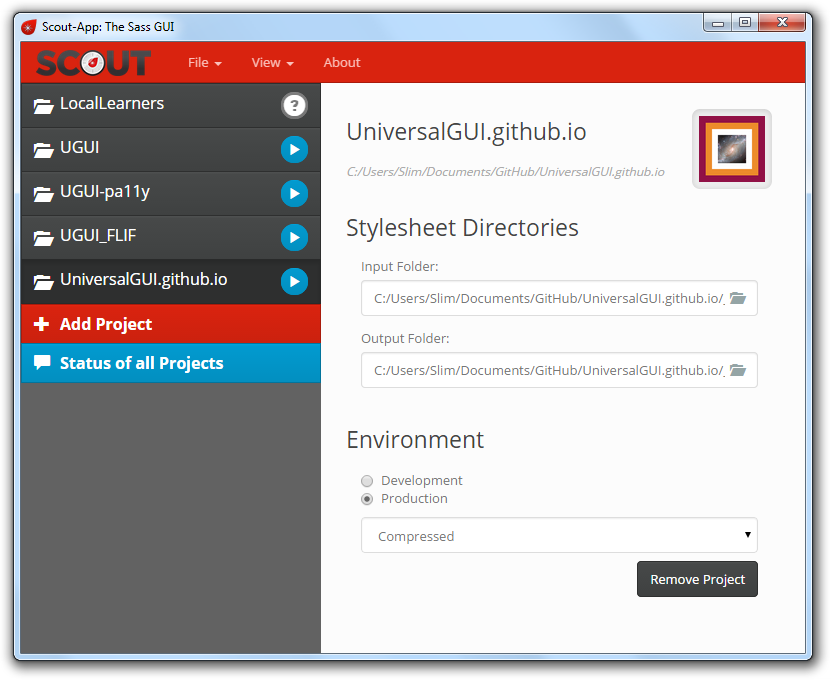 Scout-App: The Sass GUI
SCOUT File View About
LocalLearners ?
UGUI
UGUI-pa11y
UGUI_FLIF
UniversalGUI.github.io
Add Project
Status of all Projects
UniversalGUI.github.io
C:/Users/Slim/Documents/GitHub/UniversalGUI.github.io
Stylesheet Directories
Input Folder:
C:/Users/Slim/Documents/GitHub/UniversalGUI.github.io/_
Output Folder:
C:/Users/Slim/Documents/GitHub/UniversalGUI.github.io/_
Environment
Development
Production
Compressed
Remove Project